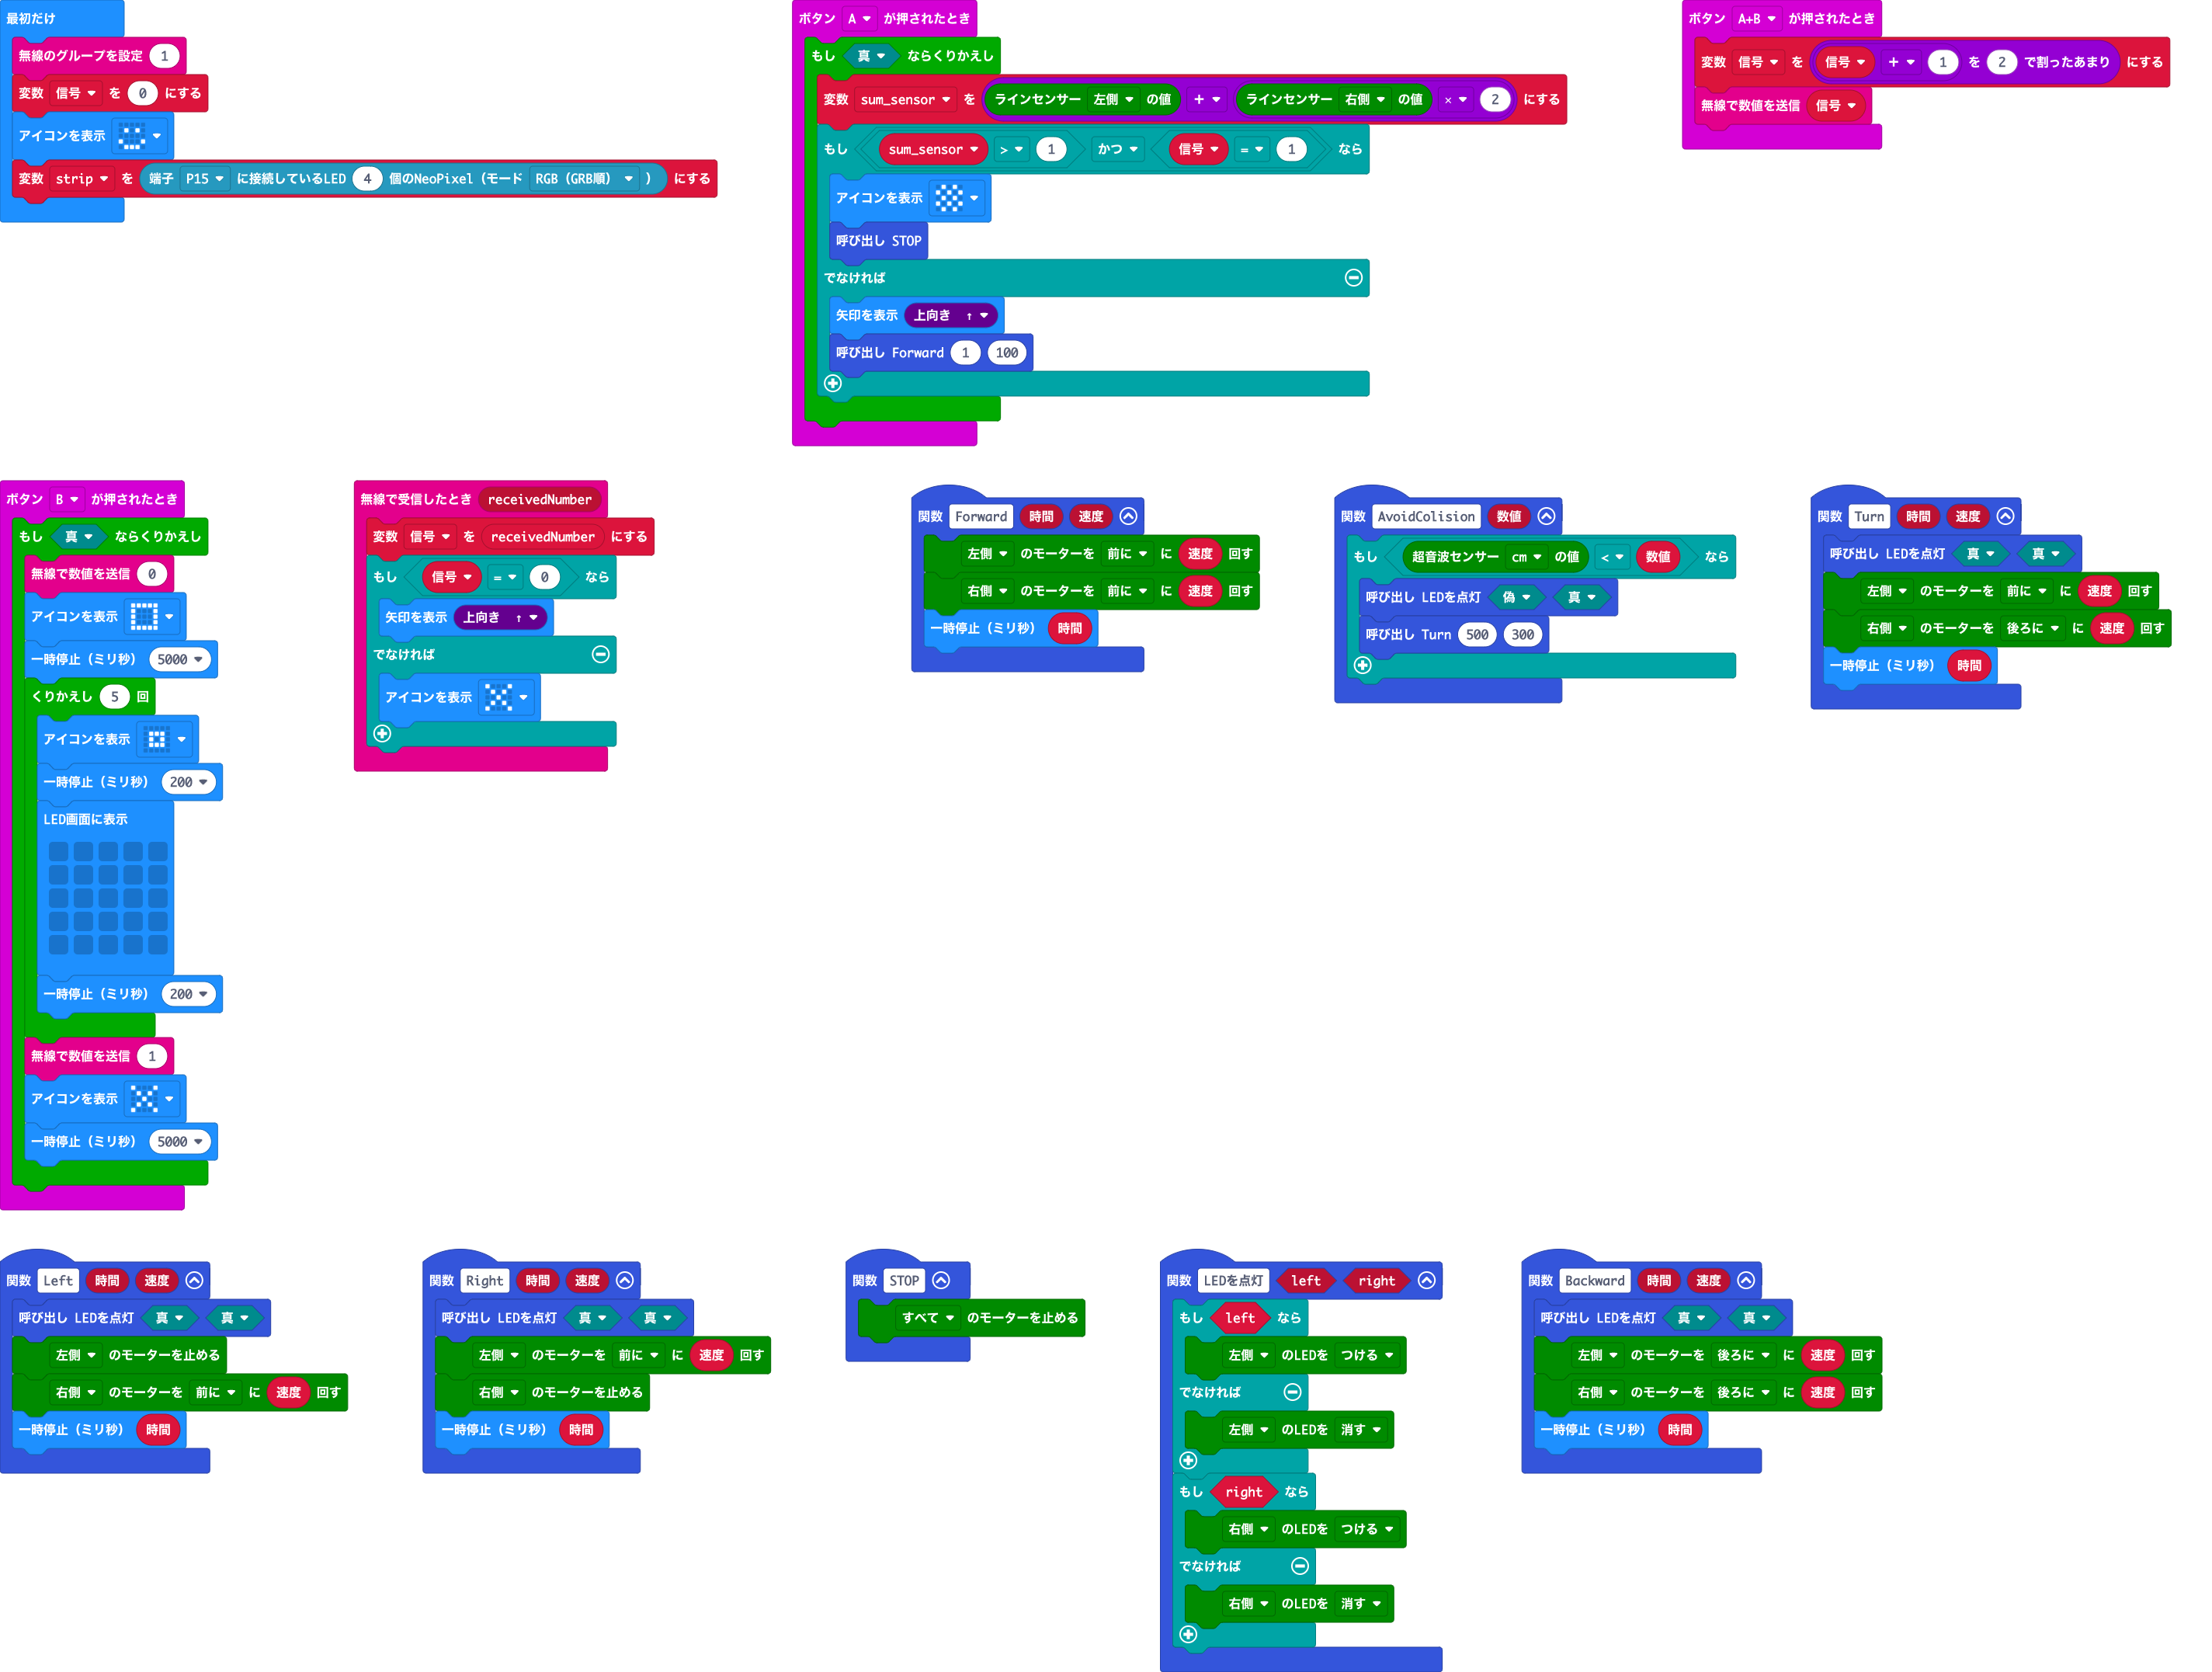 最初だけ
無線のグループを設定 1
変数 信号 を 0 にする
アイコンを表示
変数 strip を 端子 P15 に接続しているLED 4 個のNeoPixel (モード RGB (GRB順) ) にする
ボタン A が押されたとき
もし 真 ならくりかえし
変数 sum_sensor を ラインセンサー 左側 の値 + ラインセンサー 右側 の値 × 2 にする
もし sum_sensor > 1 かつ 信号 = 1 なら
アイコンを表示
呼び出し STOP
でなければ
矢印を表示 上向き ↑
呼び出し Forward 1 100
ボタン A+B が押されたとき
変数 信号 を 信号 + 1 を 2 で割ったあまり にする
無線で数値を送信 信号
ボタン B が押されたとき
もし 真 ならくりかえし
無線で数値を送信 0
アイコンを表示
一時停止 (ミリ秒) 5000
くりかえし 5 回
アイコンを表示
一時停止 (ミリ秒) 200
LED画面に表示
一時停止 (ミリ秒) 200
無線で数値を送信 1
アイコンを表示
一時停止 (ミリ秒) 5000
無線で受信したとき receivedNumber
変数 信号 を receivedNumber にする
もし 信号 = 0 なら
矢印を表示 上向き ↑
でなければ
アイコンを表示
関数 Forward 時間 速度
左側 のモーターを 前に に 速度 回す
右側 のモーターを 前に に 速度 回す
一時停止 (ミリ秒) 時間
関数 AvoidColision 数値
もし 超音波センサー cm の値 < 数値 なら
呼び出し LEDを点灯 偽 真
呼び出し Turn 500 300
関数 Turn 時間 速度
呼び出し LEDを点灯 真 真
左側 のモーターを 前に に 速度 回す
右側 のモーターを 後ろに に 速度 回す
一時停止 (ミリ秒) 時間
関数 Left 時間 速度
呼び出し LEDを点灯 真 真
左側 のモーターを止める
右側 のモーターを 前に に 速度 回す
一時停止 (ミリ秒) 時間
関数 Right 時間 速度
呼び出し LEDを点灯 真 真
左側 のモーターを 前に に 速度 回す
右側 のモーターを止める
一時停止 (ミリ秒) 時間
関数 STOP
すべて のモーターを止める
関数 LEDを点灯 left right
もし left なら
左側 のLEDを つける
でなければ
左側 のLEDを 消す
もし right なら
右側 のLEDを つける
でなければ
右側 のLEDを 消す
関数 Backward 時間 速度
呼び出し LEDを点灯 真 真
左側 のモーターを 後ろに に 速度 回す
右側 のモーターを 後ろに に 速度 回す
一時停止 (ミリ秒) 時間